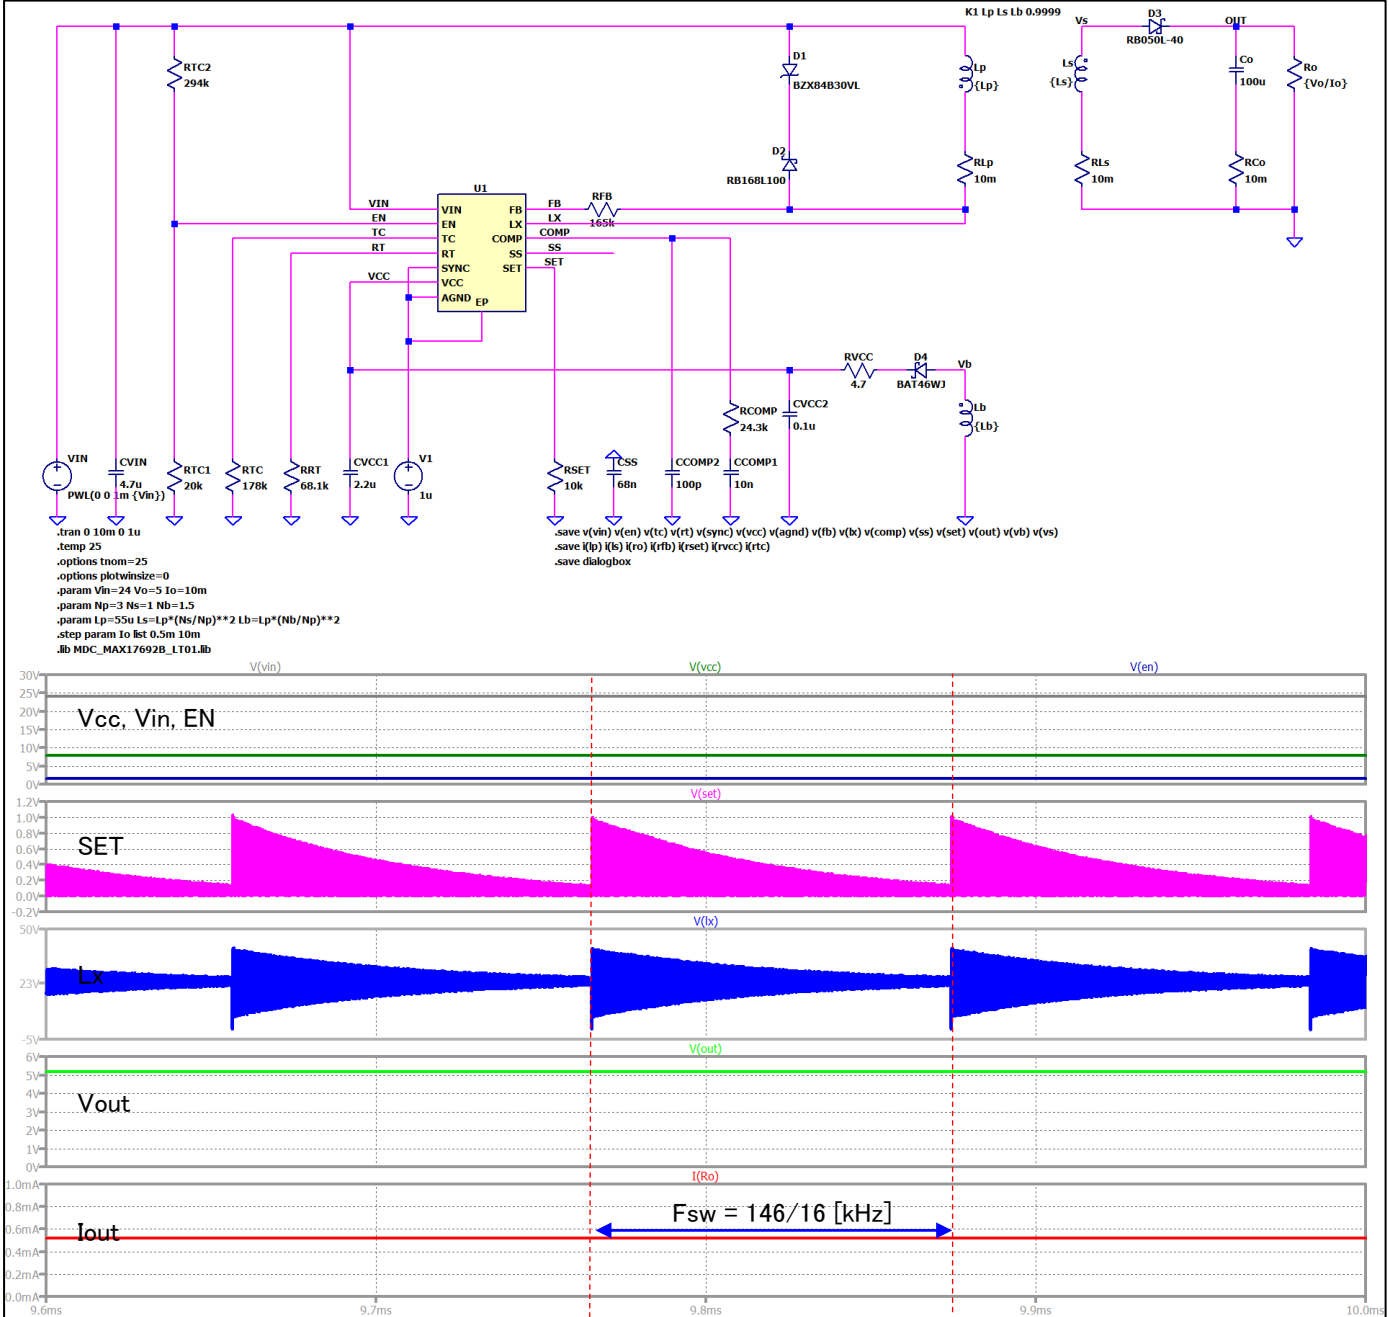 K1 Lp Ls Lb 0.9999
Vs
D3
RB050L-40
OUT
RTC2
294k
D1
BZX84B30VL
Lp
{Lp}
Ls
{Ls}
Co
100u
Ro
{Vo/Io}
D2
RB168L100
RLp
10m
RLs
10m
RCo
10m
U1
VIN
EN
TC
RT
VCC
VIN
EN
TC
RT
SYNC
VCC
AGND
EP
FB
LX
COMP
SS
SET
FB
LX
COMP
SS
SET
RFB
165k
RVCC
4.7
D4
BAT46WJ
Vb
Lb
{Lb}
RCOMP
24.3k
CVCC2
0.1u
VIN
PWL(0 0 1m {Vin})
CVIN
4.7u
RTC1
20k
RTC
178k
RRT
68.1k
CVCC1
2.2u
V1
1u
RSET
10k
CSS
68n
CCOMP2
100p
CCOMP1
10n
.tran 0 10m 0 1u
.temp 25
.options tnom=25
.options plotwinsize=0
.param Vin=24 Vo=5 Io=10m
.param Np=3 Ns=1 Nb=1.5
.param Lp=55u Ls=Lp*(Ns/Np)**2 Lb=Lp*(Nb/Np)**2
.step param Io list 0.5m 10m
.lib MDC_MAX17692B_LT01.lib
.save v(vin) v(en) v(tc) v(rt) v(sync) v(vcc) v(agnd) v(fb) v(lx) v(comp) v(ss) v(set) v(out) v(vb) v(vs)
.save i(lp) i(ls) i(ro) i(rfb) i(rset) i(rvcc) i(rtc)
.save dialogbox
V(vin)
V(vcc)
V(en)
30V
25V
20V
15V
10V
5V
0V
Vcc, Vin, EN
V(set)
1.2V
1.0V
0.8V
0.6V
0.4V
0.2V
0.0V
-0.2V
SET
V(lx)
50V
23V
-5V
Lx
V(out)
6V
5V
4V
3V
2V
1V
0V
Vout
I(Ro)
1.0mA
0.8mA
0.6mA
0.4mA
0.2mA
0.0mA
Iout
Fsw = 146/16 [kHz]
9.6ms
9.7ms
9.8ms
9.9ms
10.0ms